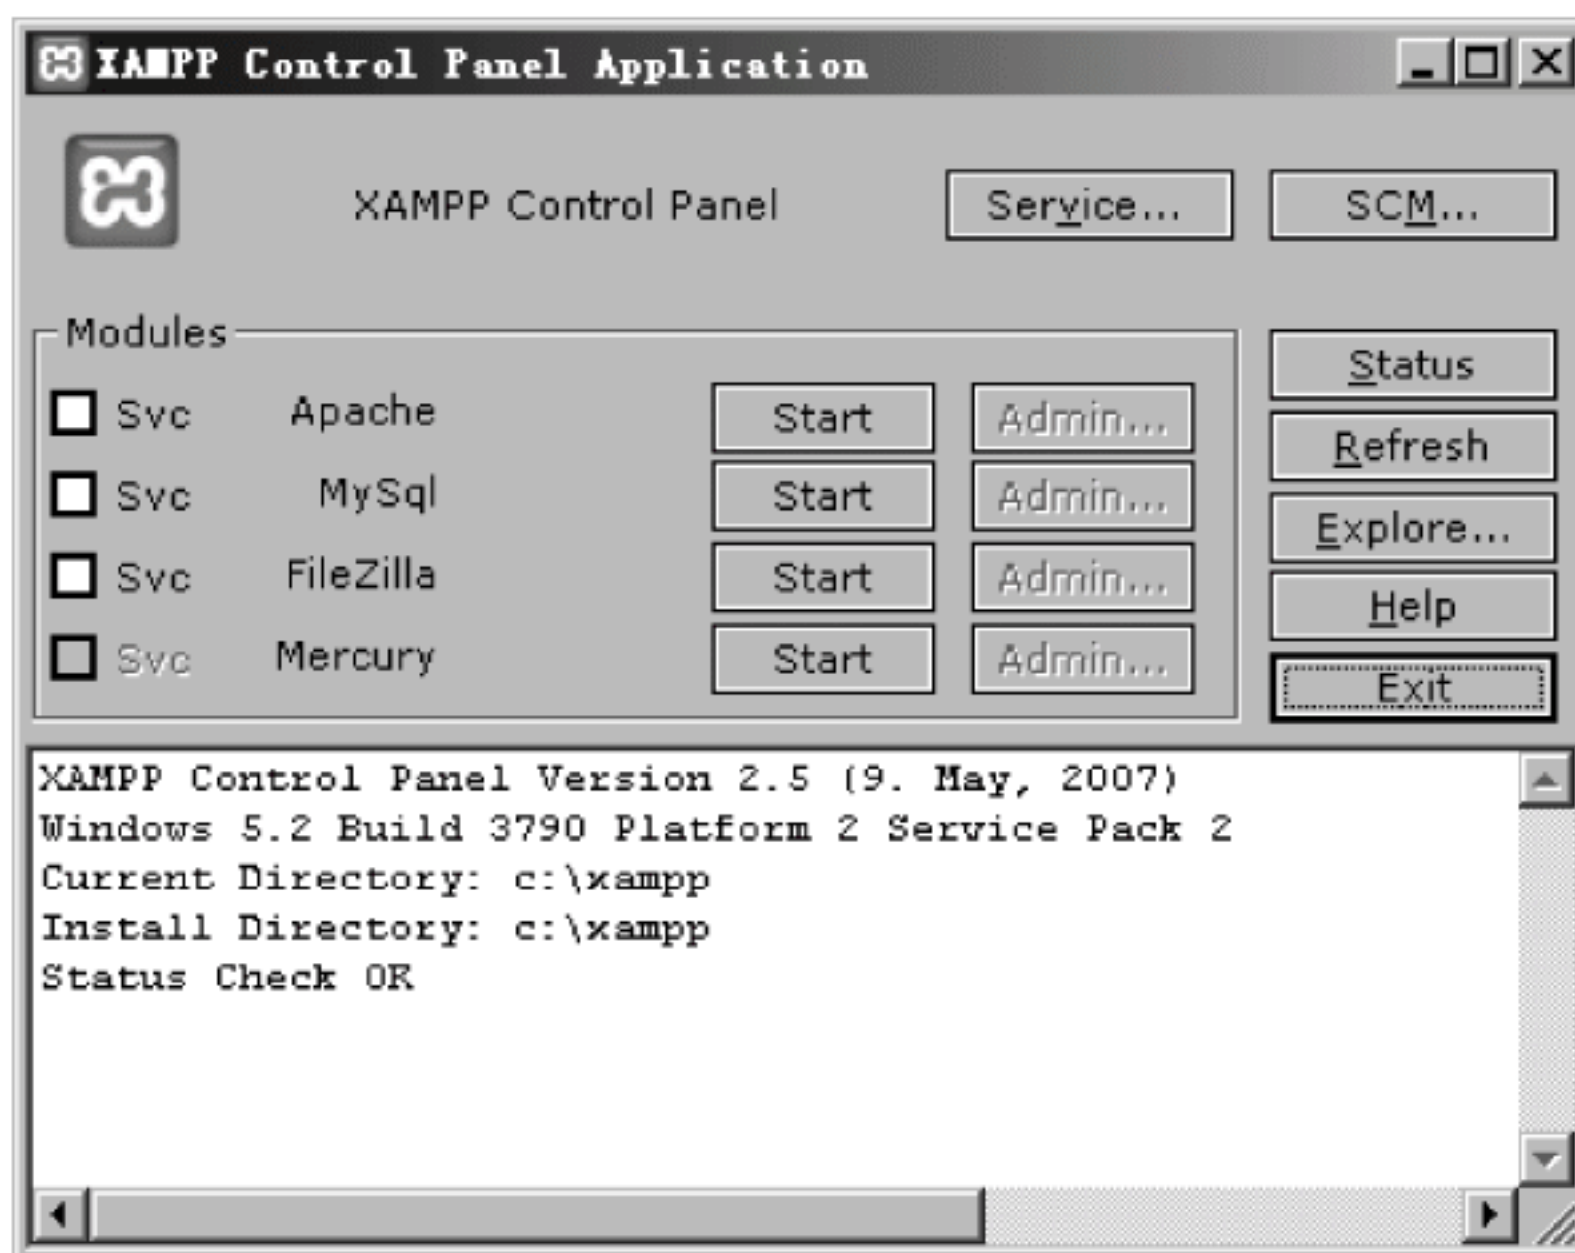 XAMPP Control Panel Application
XAMPP Control Panel Service... SCM...
Modules
Svc Apache Start Admin...
Svc MySql Start Admin...
Svc FileZilla Start Admin...
Svc Mercury Start Admin...
Status
Refresh
Explore...
Help
Exit
XAMPP Control Panel Version 2.5 (9. May, 2007)
Windows 5.2 Build 3790 Platform 2 Service Pack 2
Current Directory: c:\xampp
Install Directory: c:\xampp
Status Check OK